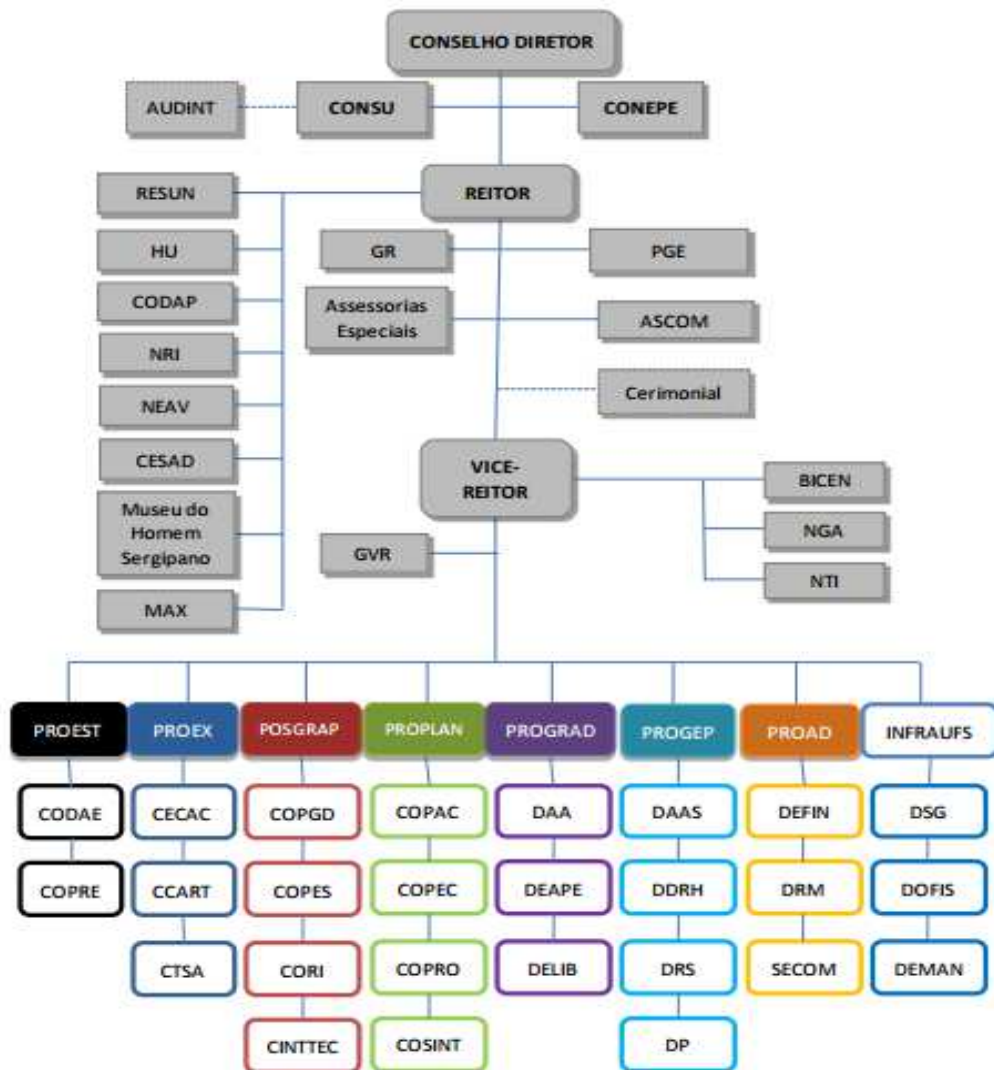 CONSELHO DIRETOR
AUDINT
CONSU
CONEPE
RESUN
REITOR
HU
GR
PGE
CODAP
Assessorias
Especiais
ASCOM
NRI
Cerimonial
NEAV
CESAD
VICE-
REITOR
BICEN
Museu do
Homem
Sergipano
NGA
GVR
NTI
MAX
PROEST
PROEX
POSGRAP
PROPLAN
PROGRAD
PROGEP
PROAD
INFRAUFS
CODAE
CECAC
COPGD
COPAC
DAA
DAAS
DEFIN
DSG
COPRE
CCART
COPES
COPEC
DEAPE
DDRH
DRM
DOFIS
CTSA
CORI
COPRO
DELIB
DRS
SECOM
DEMAN
CINTTEC
COSINT
DP